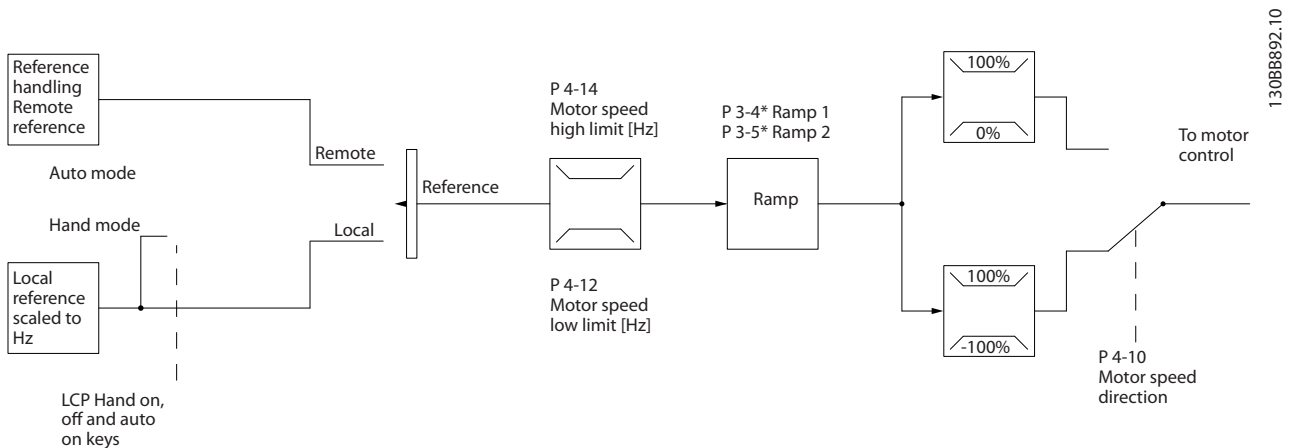 130BB892.10
Reference
handling
Remote
reference
Auto mode
Remote
Hand mode
Local
Local
reference
scaled to
Hz
LCP Hand on,
off and auto
on keys
Reference
P 4-14
Motor speed
high limit [Hz]
P 4-12
Motor speed
low limit [Hz]
P 3-4* Ramp 1
P 3-5* Ramp 2
Ramp
100%
0%
100%
-100%
To motor
control
P 4-10
Motor speed
direction